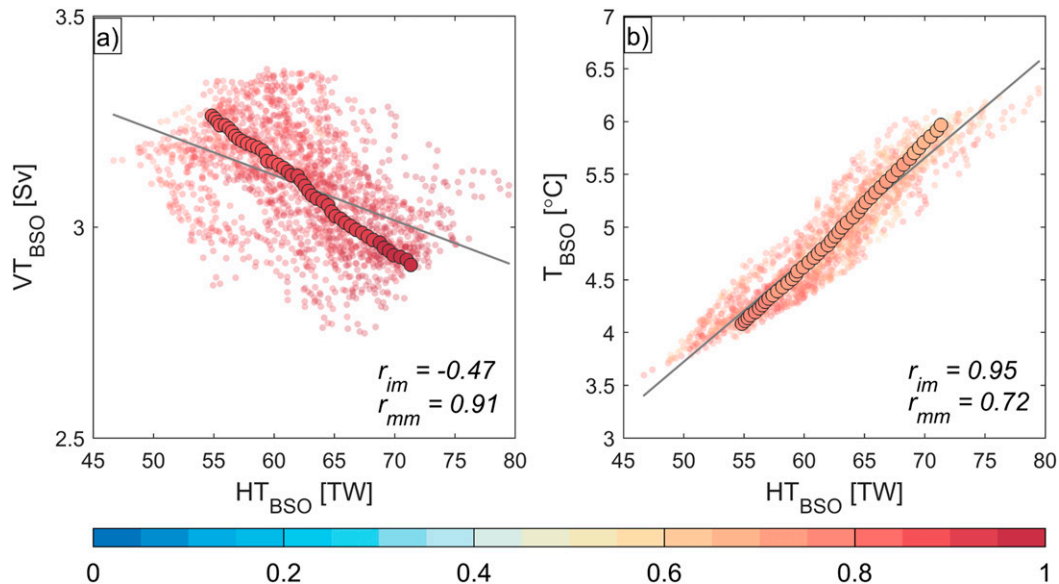 a)
3.5
3
2.5
VT_BSO [Sv]
r_im = -0.47
r_mm = 0.91
45 50 55 60 65 70 75 80
HT_BSO [TW]
b)
7
6.5
6
5.5
5
4.5
4
3.5
3
T_BSO [°C]
r_im = 0.95
r_mm = 0.72
45 50 55 60 65 70 75 80
HT_BSO [TW]
0 0.2 0.4 0.6 0.8 1